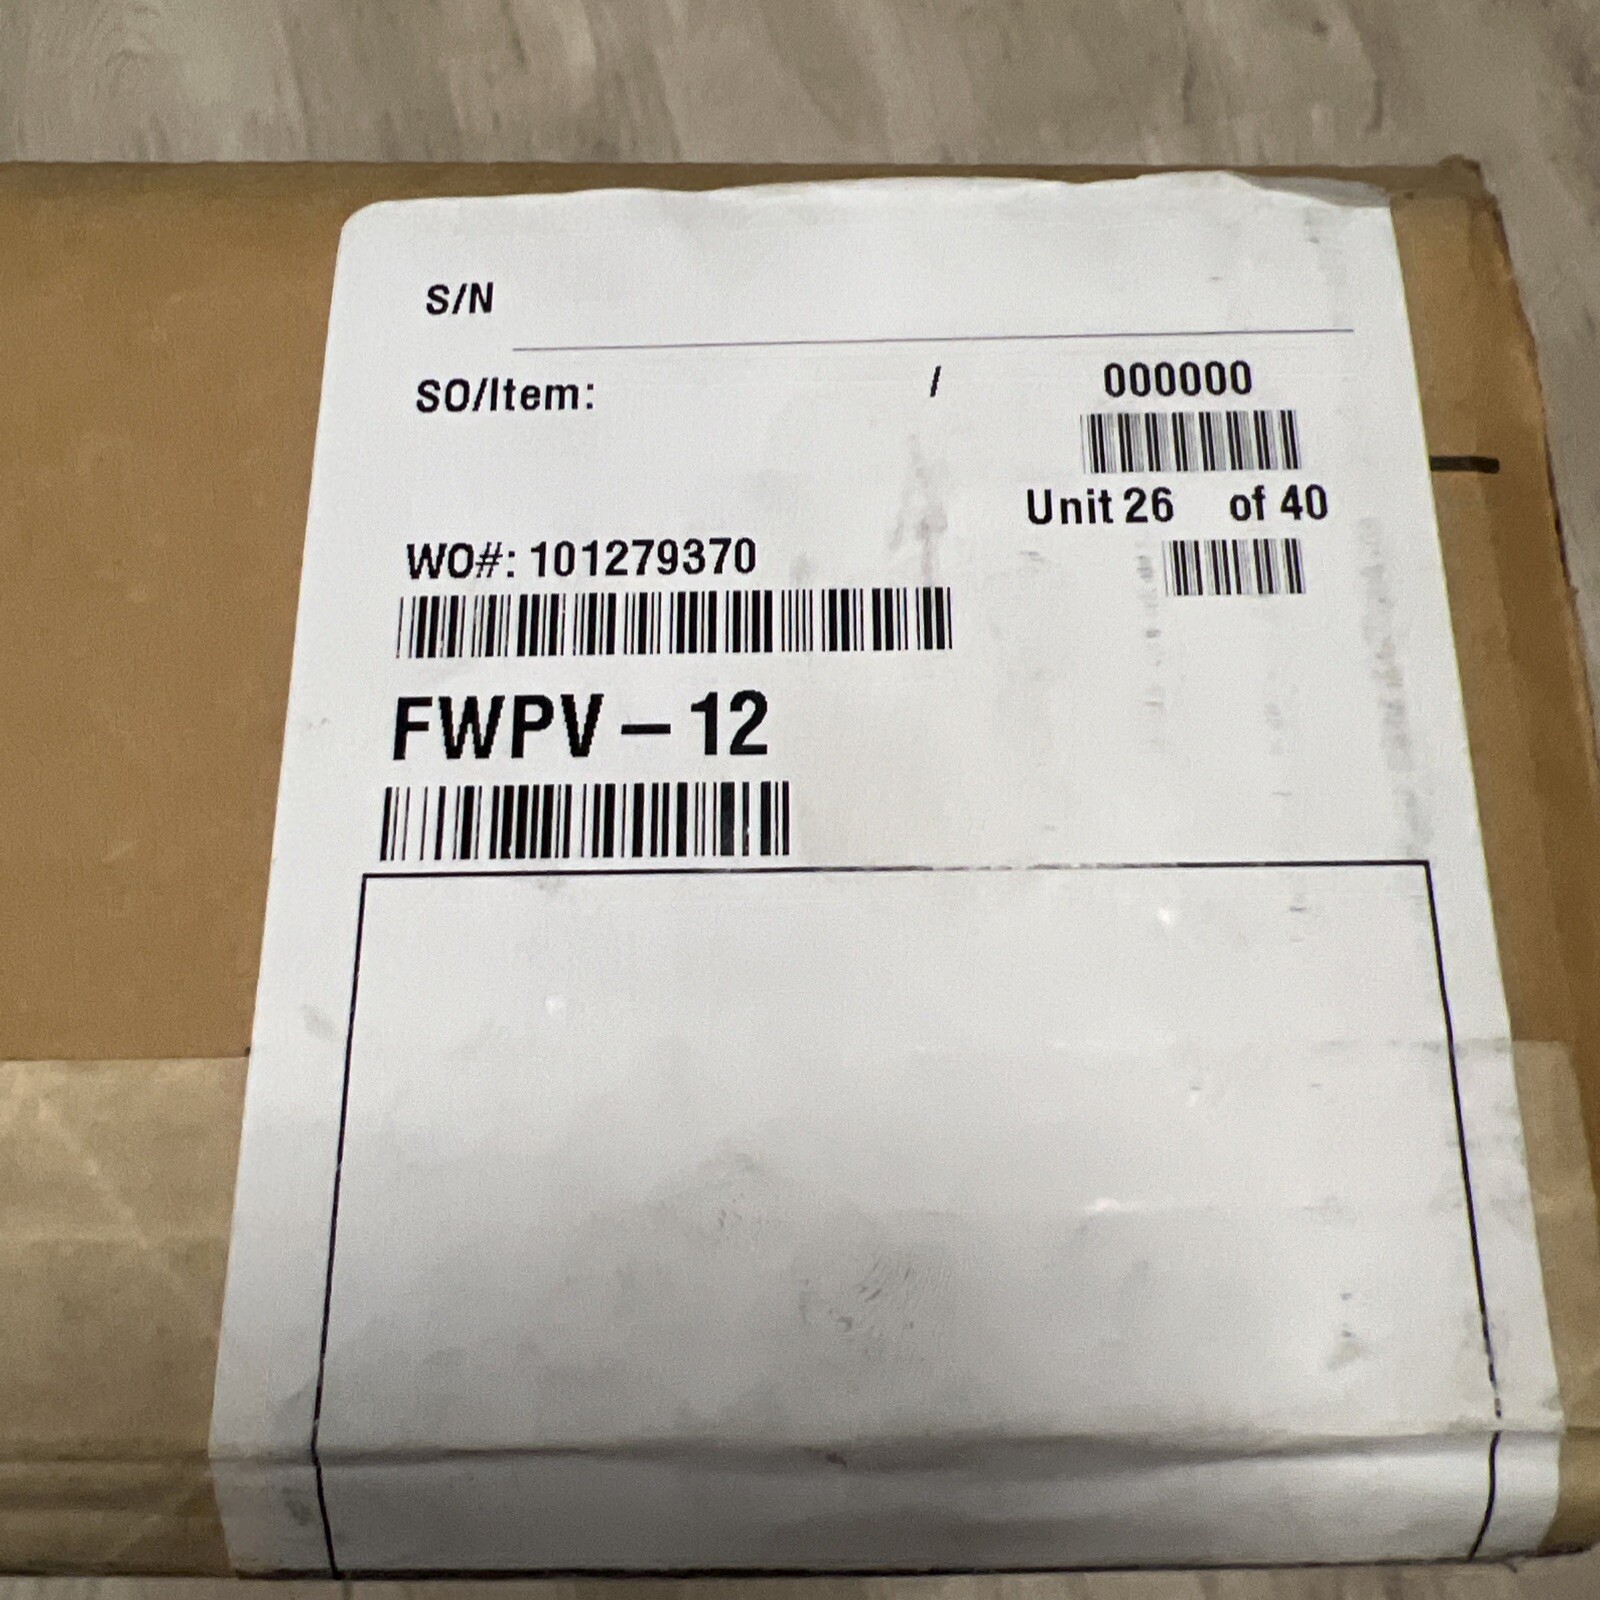 S/N
SO/Item: / 000000
Unit 26 of 40
WO#: 101279370
FWPV – 12